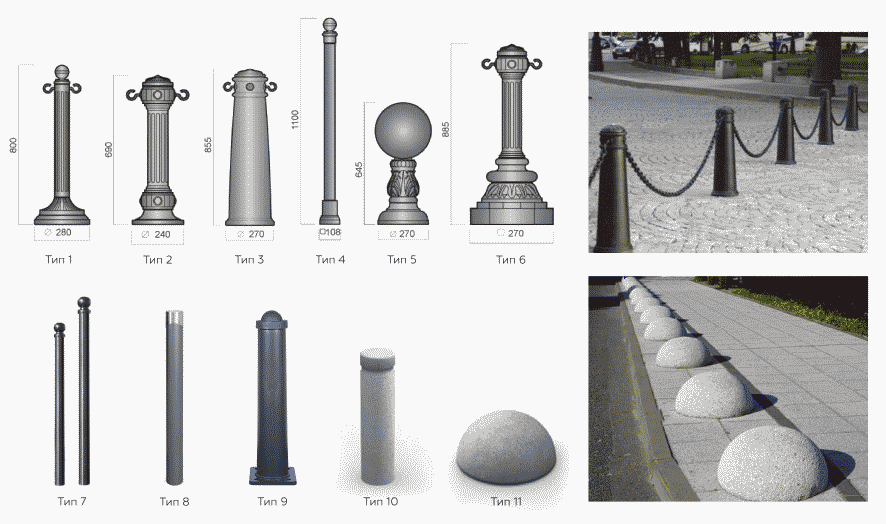 800
690
855
1100
645
885
⌀ 280
⌀ 240
⌀ 270
□108
⌀ 270
□ 270
Тип 1
Тип 2
Тип 3
Тип 4
Тип 5
Тип 6
Тип 7
Тип 8
Тип 9
Тип 10
Тип 11